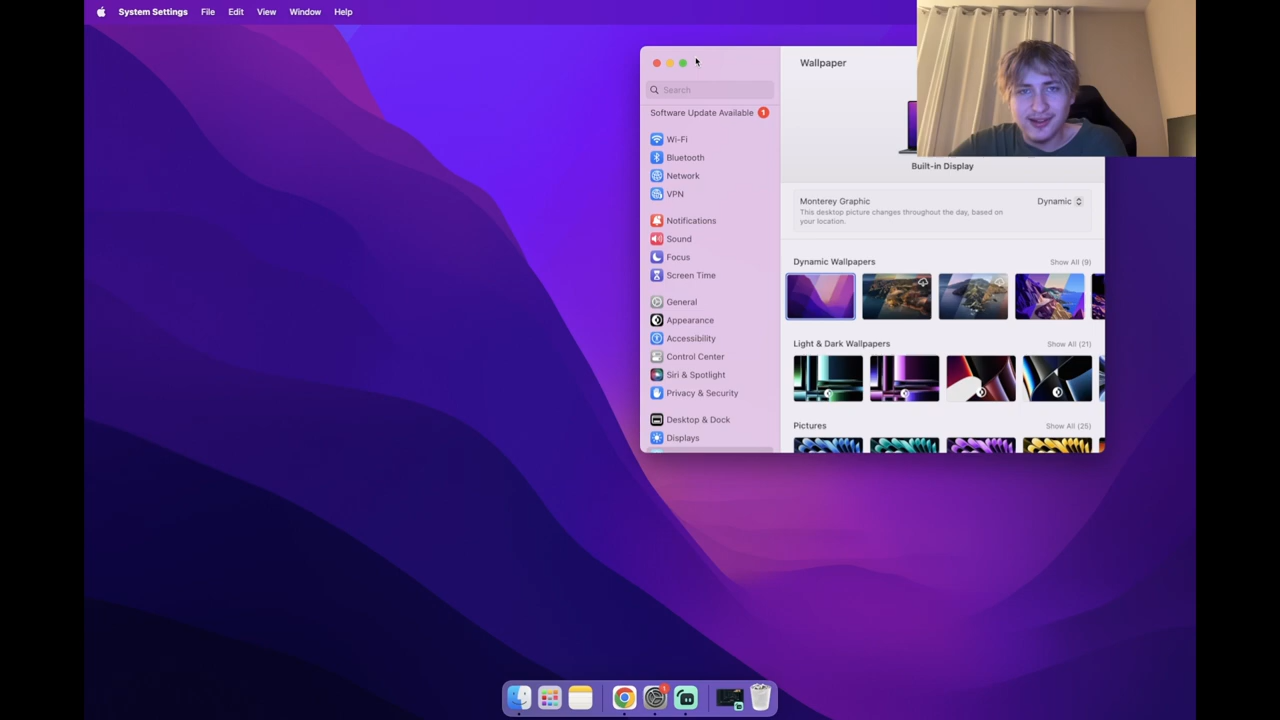 System Settings File Edit View Window Help
Wallpaper
Search
Software Update Available 1
Wi-Fi
Bluetooth
Network
VPN
Notifications
Sound
Focus
Screen Time
General
Appearance
Accessibility
Control Center
Siri & Spotlight
Privacy & Security
Desktop & Dock
Displays
Built-in Display
Monterey Graphic Dynamic
This desktop picture changes throughout the day, based on
your location.
Dynamic Wallpapers Show All (9)
Light & Dark Wallpapers Show All (21)
Pictures Show All (25)
1